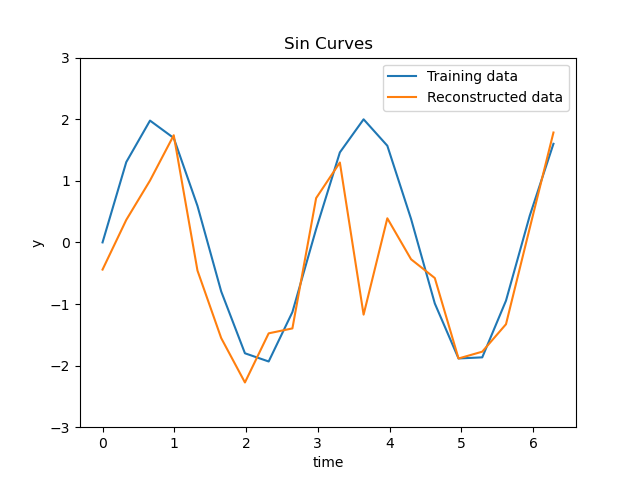 Sin Curves
Training data
Reconstructed data
3
2
1
0
−1
−2
−3
y
0 1 2 3 4 5 6
time